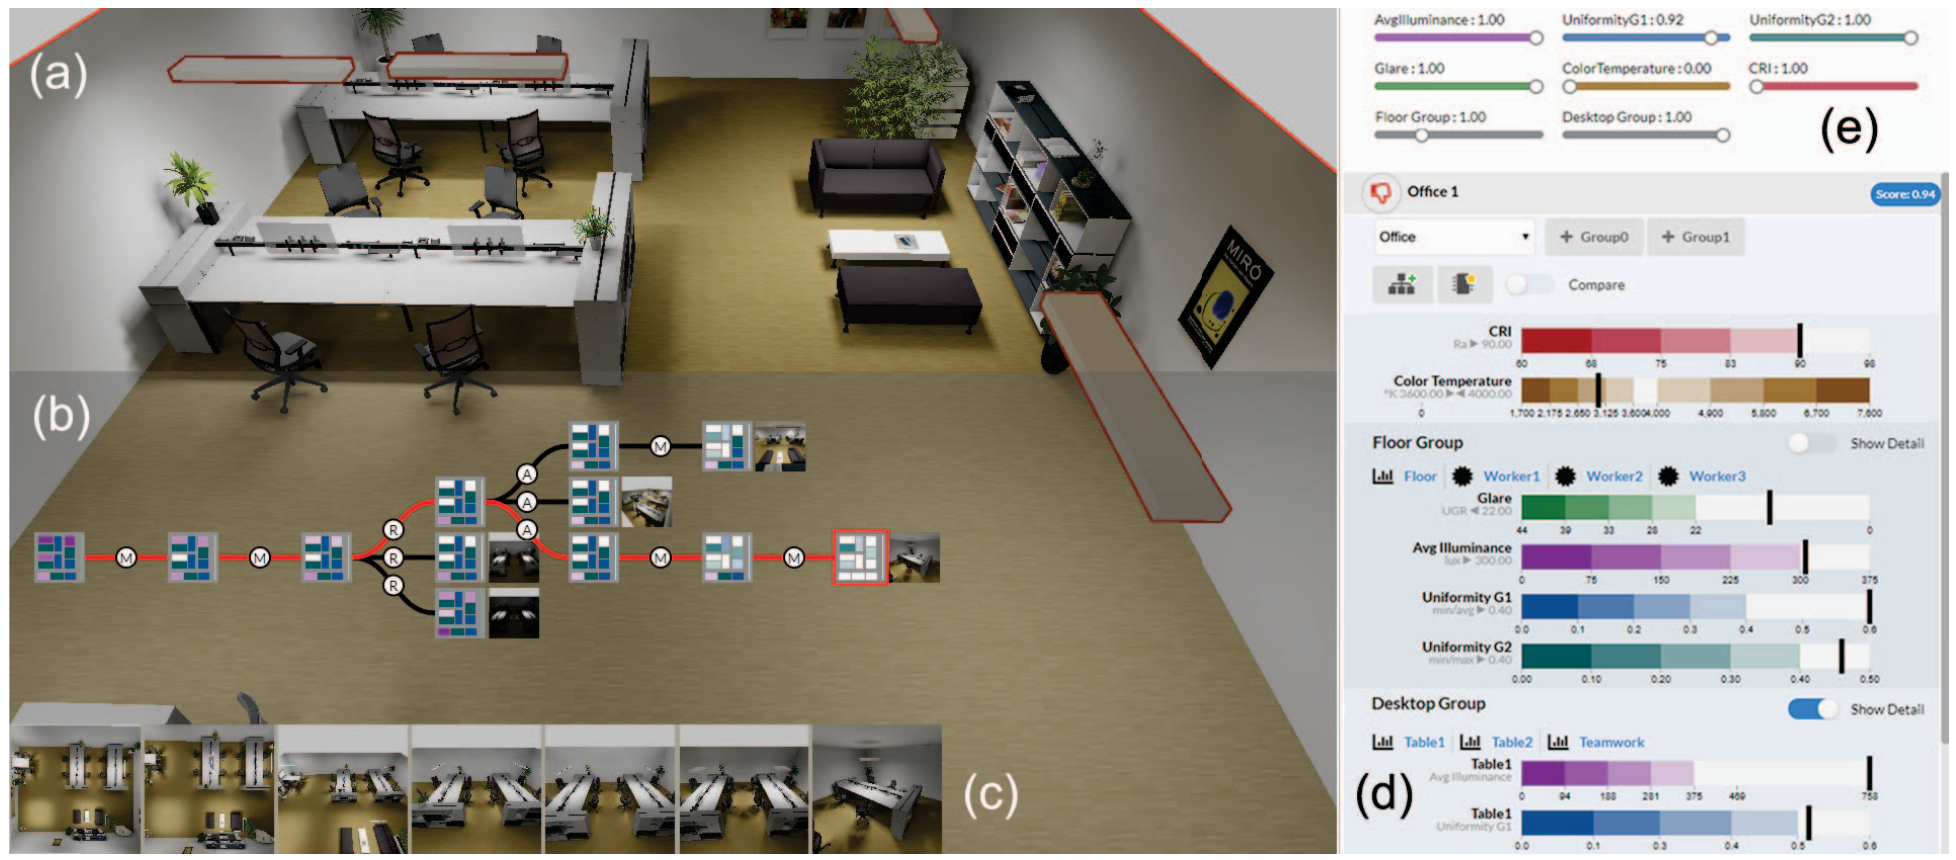 (a)
MIRÓ
(b)
A
M
A
R
A
M
M
R
M
M
R
(c)
AvgIlluminance : 1.00 UniformityG1 : 0.92 UniformityG2 : 1.00
Glare : 1.00 ColorTemperature : 0.00 CRI : 1.00
Floor Group : 1.00 Desktop Group : 1.00
(e)
Office 1 Score: 0.94
Office + Group0 + Group1
Compare
CRI
Ra ▶ 90.00
60 68 75 83 90 98
Color Temperature
°K 3600.00 ▶ ◀ 4000.00
0 1,700 2,175 2,650 3,125 3,600 4,000 4,900 5,800 6,700 7,600
Floor Group Show Detail
Floor Worker1 Worker2 Worker3
Glare
UGR ◀ 22.00
44 39 33 28 22 0
Avg Illuminance
lux ▶ 300.00
0 75 150 225 300 375
Uniformity G1
min/avg ▶ 0.40
0.0 0.1 0.2 0.3 0.4 0.5 0.6
Uniformity G2
min/max ▶ 0.40
0.00 0.10 0.20 0.30 0.40 0.50
Desktop Group Show Detail
Table1 Table2 Teamwork
(d)
Table1
Avg Illuminance
0 94 188 281 375 469 758
Table1
Uniformity G1
0.0 0.1 0.3 0.4 0.5 0.6